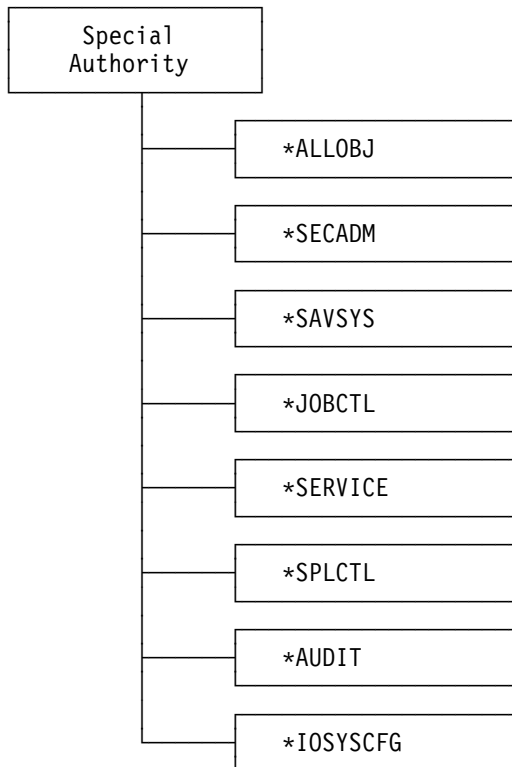 Special
Authority
*ALLOBJ
*SECADM
*SAVSYS
*JOBCTL
*SERVICE
*SPLCTL
*AUDIT
*IOSYSCFG